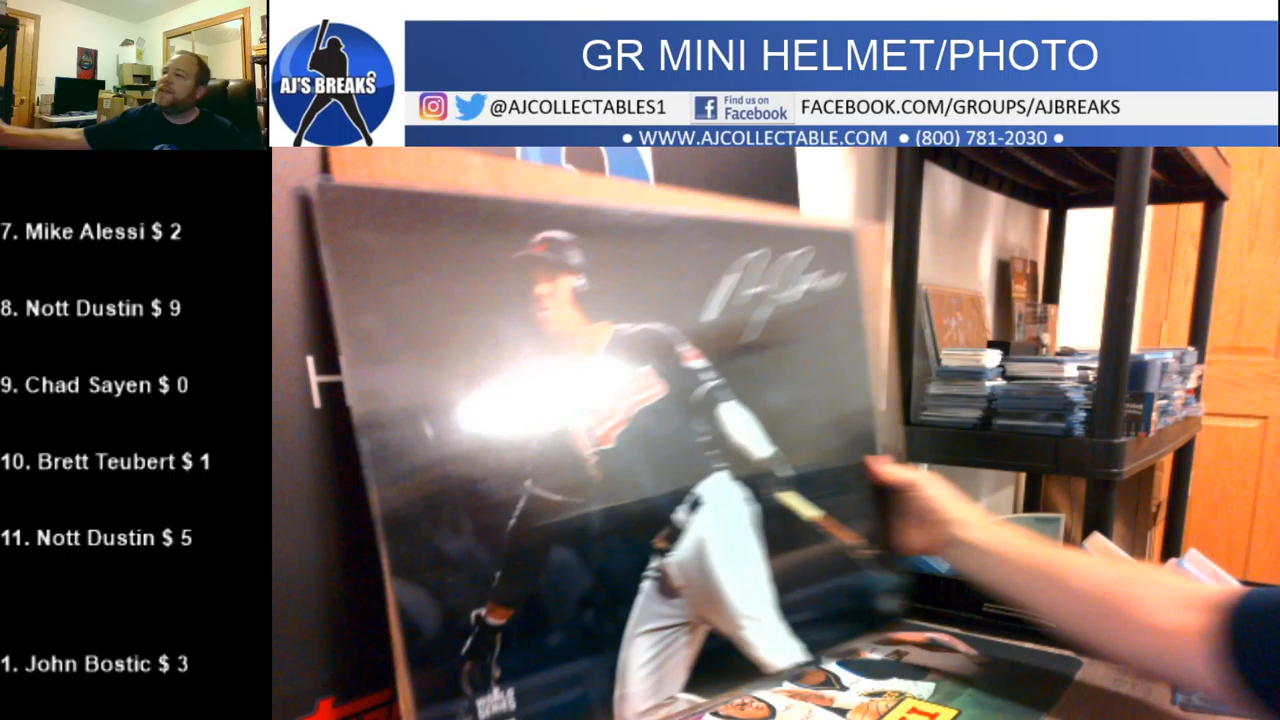 AJ'S BREAKS
GR MINI HELMET/PHOTO
@AJCOLLECTABLES1
Find us on
Facebook
FACEBOOK.COM/GROUPS/AJBREAKS
• WWW.AJCOLLECTABLE.COM • (800) 781-2030 •
7. Mike Alessi $ 2
8. Nott Dustin $ 9
9. Chad Sayen $ 0
10. Brett Teubert $ 1
11. Nott Dustin $ 5
1. John Bostic $ 3